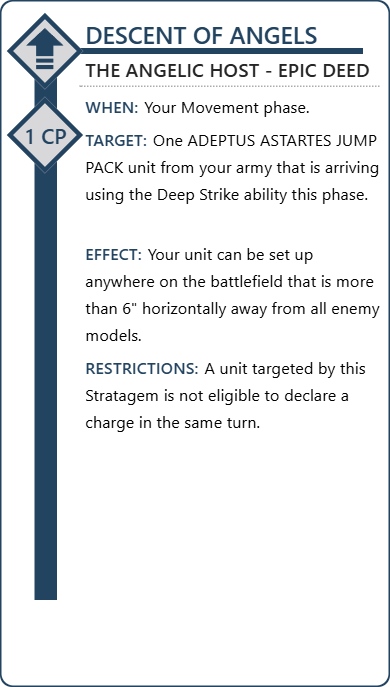 DESCENT OF ANGELS
THE ANGELIC HOST - EPIC DEED
1 CP
WHEN: Your Movement phase.
TARGET: One ADEPTUS ASTARTES JUMP
PACK unit from your army that is arriving
using the Deep Strike ability this phase.
EFFECT: Your unit can be set up
anywhere on the battlefield that is more
than 6" horizontally away from all enemy
models.
RESTRICTIONS: A unit targeted by this
Stratagem is not eligible to declare a
charge in the same turn.